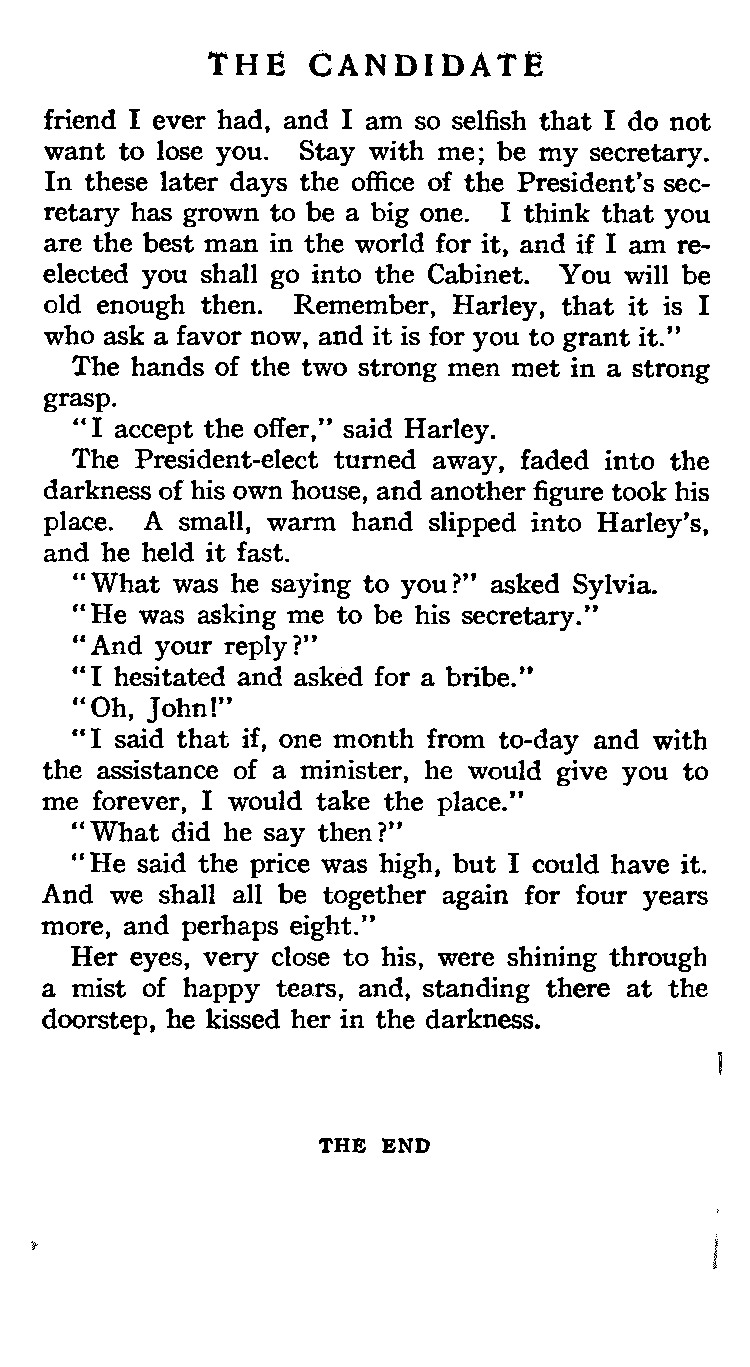 THE CANDIDATE
friend I ever had, and I am so selfish that I do not
want to lose you. Stay with me; be my secretary.
In these later days the office of the President's sec-
retary has grown to be a big one. I think that you
are the best man in the world for it, and if I am re-
elected you shall go into the Cabinet. You will be
old enough then. Remember, Harley, that it is I
who ask a favor now, and it is for you to grant it."
The hands of the two strong men met in a strong
grasp.
"I accept the offer," said Harley.
The President-elect turned away, faded into the
darkness of his own house, and another figure took his
place. A small, warm hand slipped into Harley's,
and he held it fast.
"What was he saying to you?" asked Sylvia.
"He was asking me to be his secretary."
"And your reply?"
"I hesitated and asked for a bribe."
"Oh, John!"
"I said that if, one month from to-day and with
the assistance of a minister, he would give you to
me forever, I would take the place."
"What did he say then?"
"He said the price was high, but I could have it.
And we shall all be together again for four years
more, and perhaps eight."
Her eyes, very close to his, were shining through
a mist of happy tears, and, standing there at the
doorstep, he kissed her in the darkness.
THE END